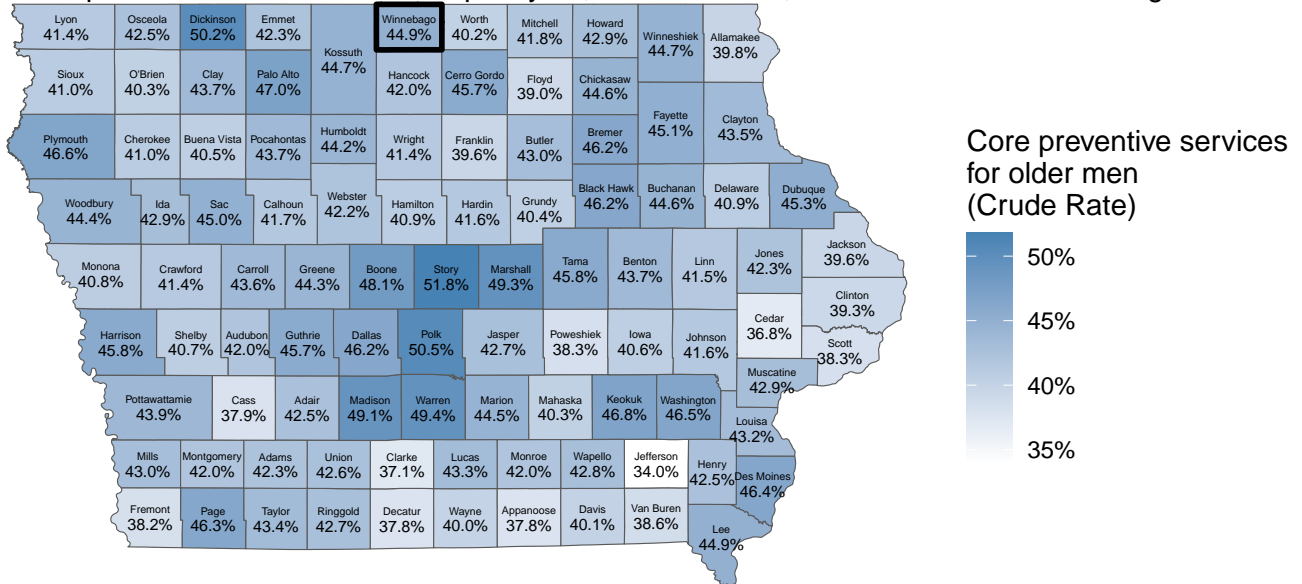 Lyon
41.4%
Osceola
42.5%
Dickinson
50.2%
Emmet
42.3%
Kossuth
44.7%
Winnebago
44.9%
Worth
40.2%
Mitchell
41.8%
Howard
42.9%
Winneshiek
44.7%
Allamakee
39.8%
Sioux
41.0%
O'Brien
40.3%
Clay
43.7%
Palo Alto
47.0%
Hancock
42.0%
Cerro Gordo
45.7%
Floyd
39.0%
Chickasaw
44.6%
Fayette
45.1%
Clayton
43.5%
Plymouth
46.6%
Cherokee
41.0%
Buena Vista
40.5%
Pocahontas
43.7%
Humboldt
44.2%
Wright
41.4%
Franklin
39.6%
Butler
43.0%
Bremer
46.2%
Woodbury
44.4%
Ida
42.9%
Sac
45.0%
Calhoun
41.7%
Webster
42.2%
Hamilton
40.9%
Hardin
41.6%
Grundy
40.4%
Black Hawk
46.2%
Buchanan
44.6%
Delaware
40.9%
Dubuque
45.3%
Monona
40.8%
Crawford
41.4%
Carroll
43.6%
Greene
44.3%
Boone
48.1%
Story
51.8%
Marshall
49.3%
Tama
45.8%
Benton
43.7%
Linn
41.5%
Jones
42.3%
Jackson
39.6%
Clinton
39.3%
Harrison
45.8%
Shelby
40.7%
Audubon
42.0%
Guthrie
45.7%
Dallas
46.2%
Polk
50.5%
Jasper
42.7%
Poweshiek
38.3%
Iowa
40.6%
Johnson
41.6%
Cedar
36.8%
Scott
38.3%
Muscatine
42.9%
Pottawattamie
43.9%
Cass
37.9%
Adair
42.5%
Madison
49.1%
Warren
49.4%
Marion
44.5%
Mahaska
40.3%
Keokuk
46.8%
Washington
46.5%
Louisa
43.2%
Mills
43.0%
Montgomery
42.0%
Adams
42.3%
Union
42.6%
Clarke
37.1%
Lucas
43.3%
Monroe
42.0%
Wapello
42.8%
Jefferson
34.0%
Henry
42.5%
Des Moines
46.4%
Fremont
38.2%
Page
46.3%
Taylor
43.4%
Ringgold
42.7%
Decatur
37.8%
Wayne
40.0%
Appanoose
37.8%
Davis
40.1%
Van Buren
38.6%
Lee
44.9%
Core preventive services
for older men
(Crude Rate)
50%
45%
40%
35%